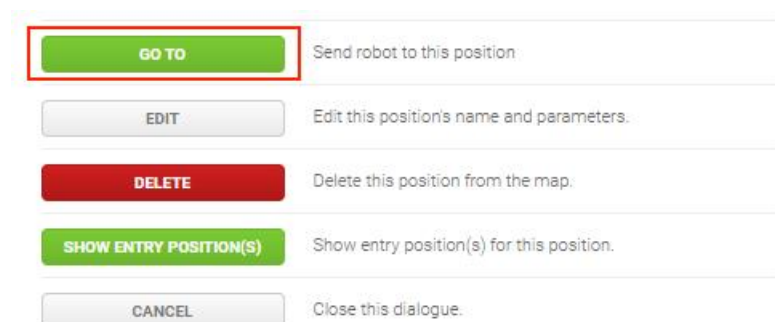 GO TO Send robot to this position
EDIT Edit this position's name and parameters.
DELETE Delete this position from the map.
SHOW ENTRY POSITION(S) Show entry position(s) for this position.
CANCEL Close this dialogue.